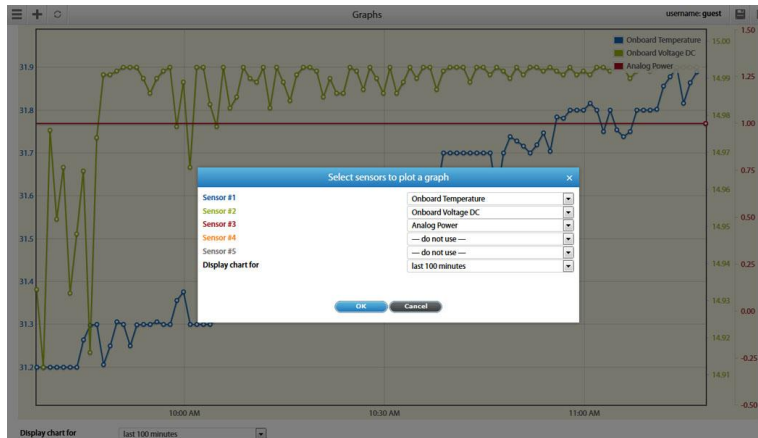 Graphs
username: guest
Onboard Temperature
Onboard Voltage DC
Analog Power
31.9
31.8
31.7
31.6
31.5
31.4
31.3
31.2
15.00
14.99
14.98
14.97
14.96
14.95
14.94
14.93
14.92
14.91
1.50
1.25
1.00
0.75
0.50
0.25
0.00
-0.25
-0.50
Select sensors to plot a graph ×
Sensor #1 Onboard Temperature
Sensor #2 Onboard Voltage DC
Sensor #3 Analog Power
Sensor #4 — do not use —
Sensor #5 — do not use —
Display chart for last 100 minutes
OK Cancel
10:00 AM 10:30 AM 11:00 AM
Display chart for last 100 minutes